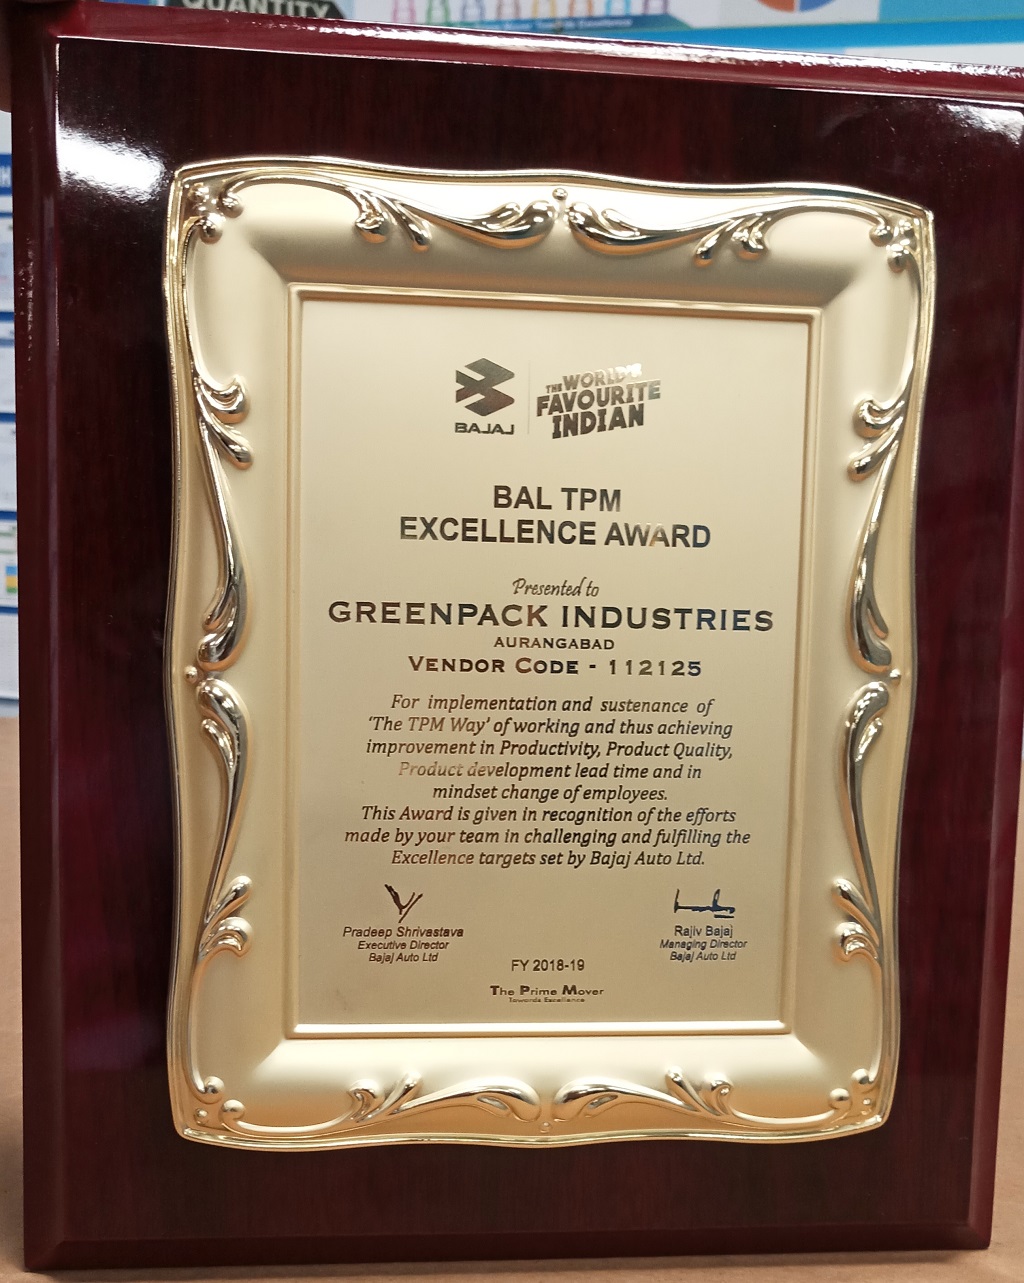 QUANTITY
BAJAJ
THE WORLD'S
FAVOURITE
INDIAN
BAL TPM
EXCELLENCE AWARD
Presented to
GREENPACK INDUSTRIES
AURANGABAD
VENDOR CODE - 112125
For implementation and sustenance of
'The TPM Way' of working and thus achieving
improvement in Productivity, Product Quality,
Product development lead time and in
mindset change of employees.
This Award is given in recognition of the efforts
made by your team in challenging and fulfilling the
Excellence targets set by Bajaj Auto Ltd.
Pradeep Shrivastava
Executive Director
Bajaj Auto Ltd
Rajiv Bajaj
Managing Director
Bajaj Auto Ltd
FY 2018-19
The Prime Mover
Towards Excellence